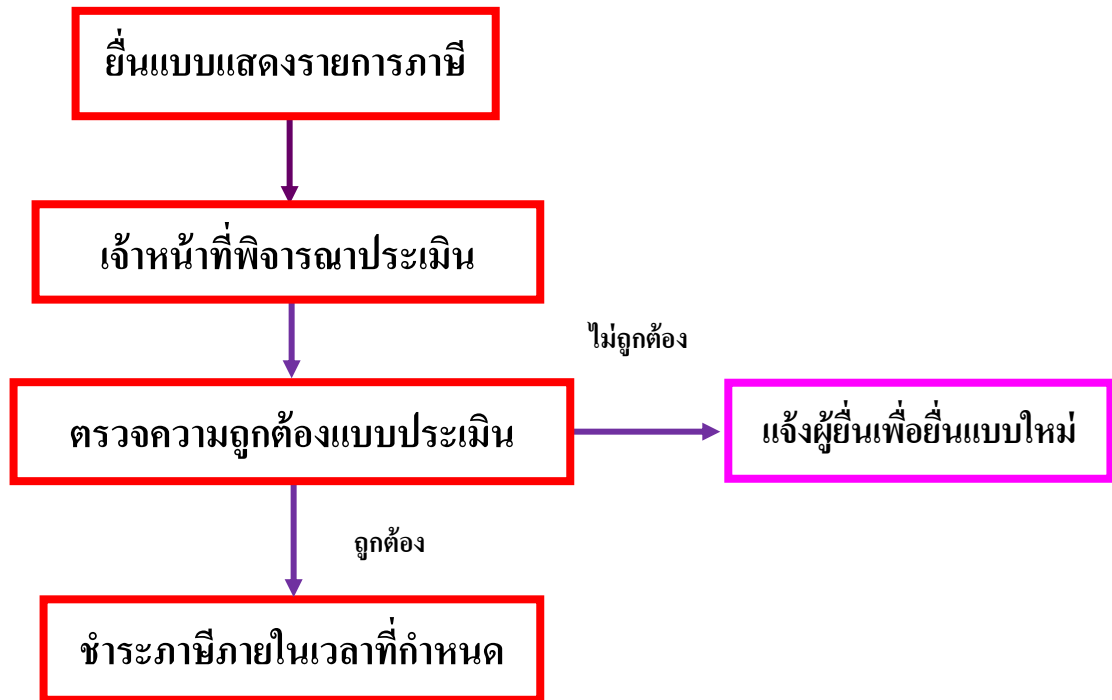 ยื่นแบบแสดงรายการภาษี
เจ้าหน้าที่พิจารณาประเมิน
ไม่ถูกต้อง
ตรวจความถูกต้องแบบประเมิน
แจ้งผู้ยื่นเพื่อยื่นแบบใหม่
ถูกต้อง
ชำระภาษีภายในเวลาที่กำหนด